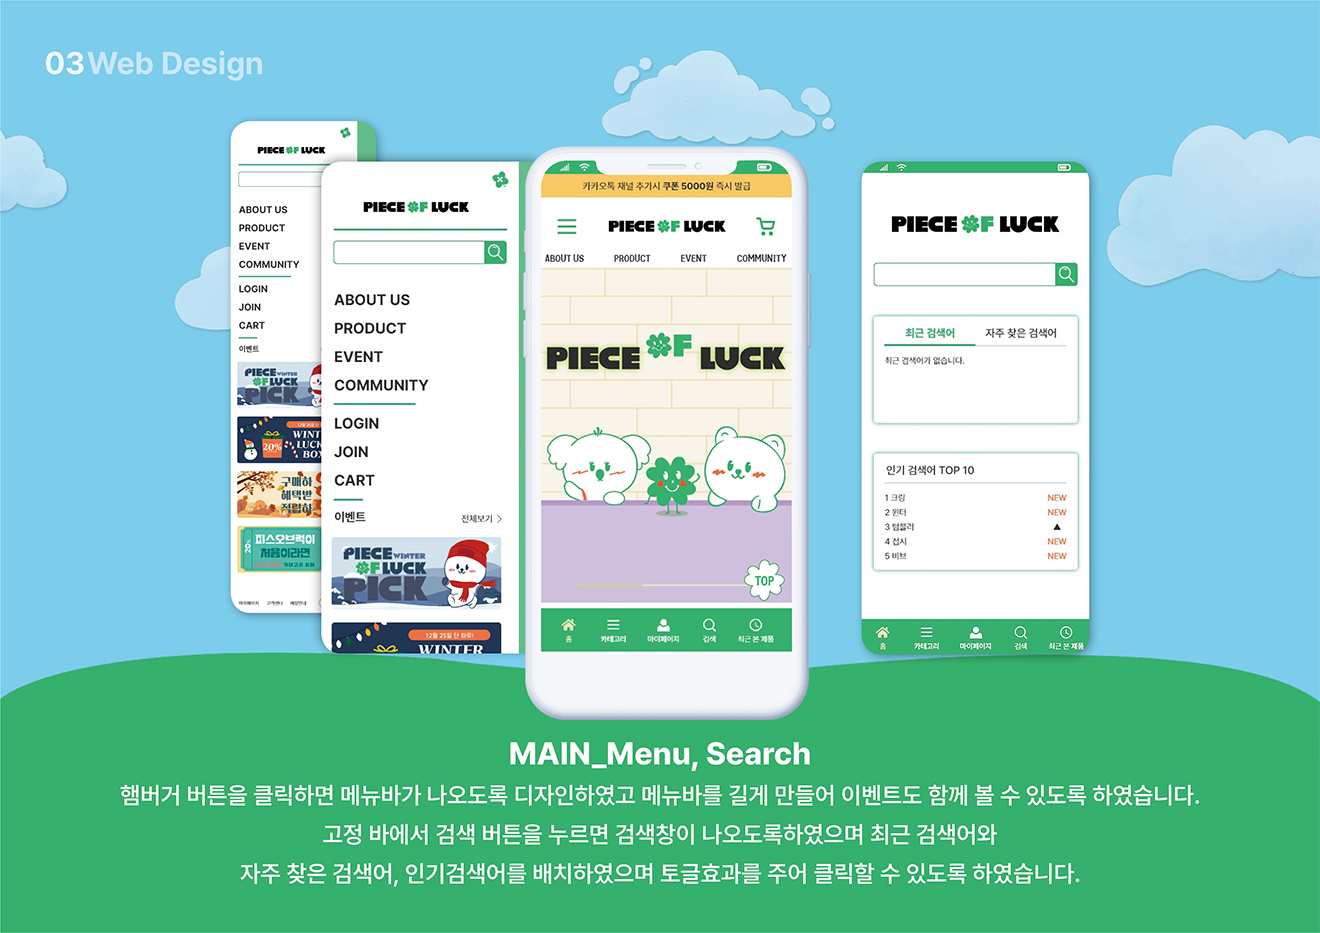 03 Web Design
PIECE OF LUCK
ABOUT US
PRODUCT
EVENT
COMMUNITY
LOGIN
JOIN
CART
이벤트
PIECE WINTER
OF LUCK
PICK
20%
구매하
혜택받
적립하
피스오브럭이
처음이라면
마이페이지 고객센터 매장안내
PIECE OF LUCK
ABOUT US
PRODUCT
EVENT
COMMUNITY
LOGIN
JOIN
CART
이벤트
전체보기 >
PIECE WINTER
OF LUCK
PICK
12월 25일 단 하루!
WINTER
카카오톡 채널 추가시 쿠폰 5000원 즉시 발급
PIECE OF LUCK
ABOUT US PRODUCT EVENT COMMUNITY
PIECE OF LUCK
TOP
홈 카테고리 마이페이지 검색 최근 본 제품
PIECE OF LUCK
최근 검색어 자주 찾은 검색어
최근 검색어가 없습니다.
인기 검색어 TOP 10
1 크링 NEW
2 윈터 NEW
3 텀블러 ▲
4 접시 NEW
5 비브 NEW
홈 카테고리 마이페이지 검색 최근 본 제품
MAIN_Menu, Search
햄버거 버튼을 클릭하면 메뉴바가 나오도록 디자인하였고 메뉴바를 길게 만들어 이벤트도 함께 볼 수 있도록 하였습니다.
고정 바에서 검색 버튼을 누르면 검색창이 나오도록하였으며 최근 검색어와
자주 찾은 검색어, 인기검색어를 배치하였으며 토글효과를 주어 클릭할 수 있도록 하였습니다.